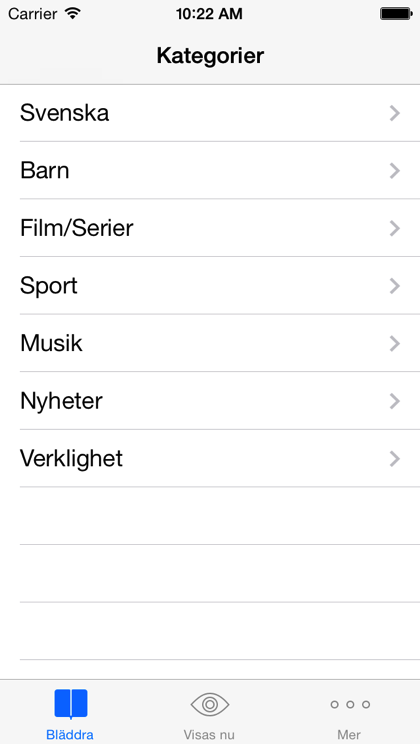 Carrier 10:22 AM
Kategorier
Svenska
Barn
Film/Serier
Sport
Musik
Nyheter
Verklighet
Bläddra Visas nu Mer